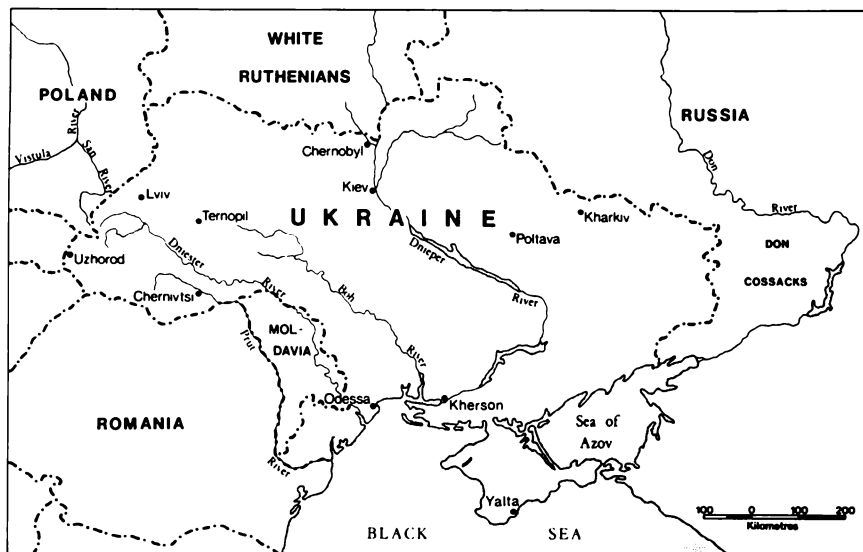 WHITE
RUTHENIANS
POLAND
RUSSIA
River
San
River
Vistula
Chernobyl
Don
River
Kiev
Lviv
UKRAINE
Kharkiv
Ternopil
Poltava
Dnieper
River
DON
COSSACKS
Uzhorod
Dniester
River
Chernivtsi
Boh
River
MOL-
DAVIA
Prut
River
Odessa
Kherson
ROMANIA
Sea of
Azov
Yalta
BLACK SEA
100 0 100 200
Kilometres